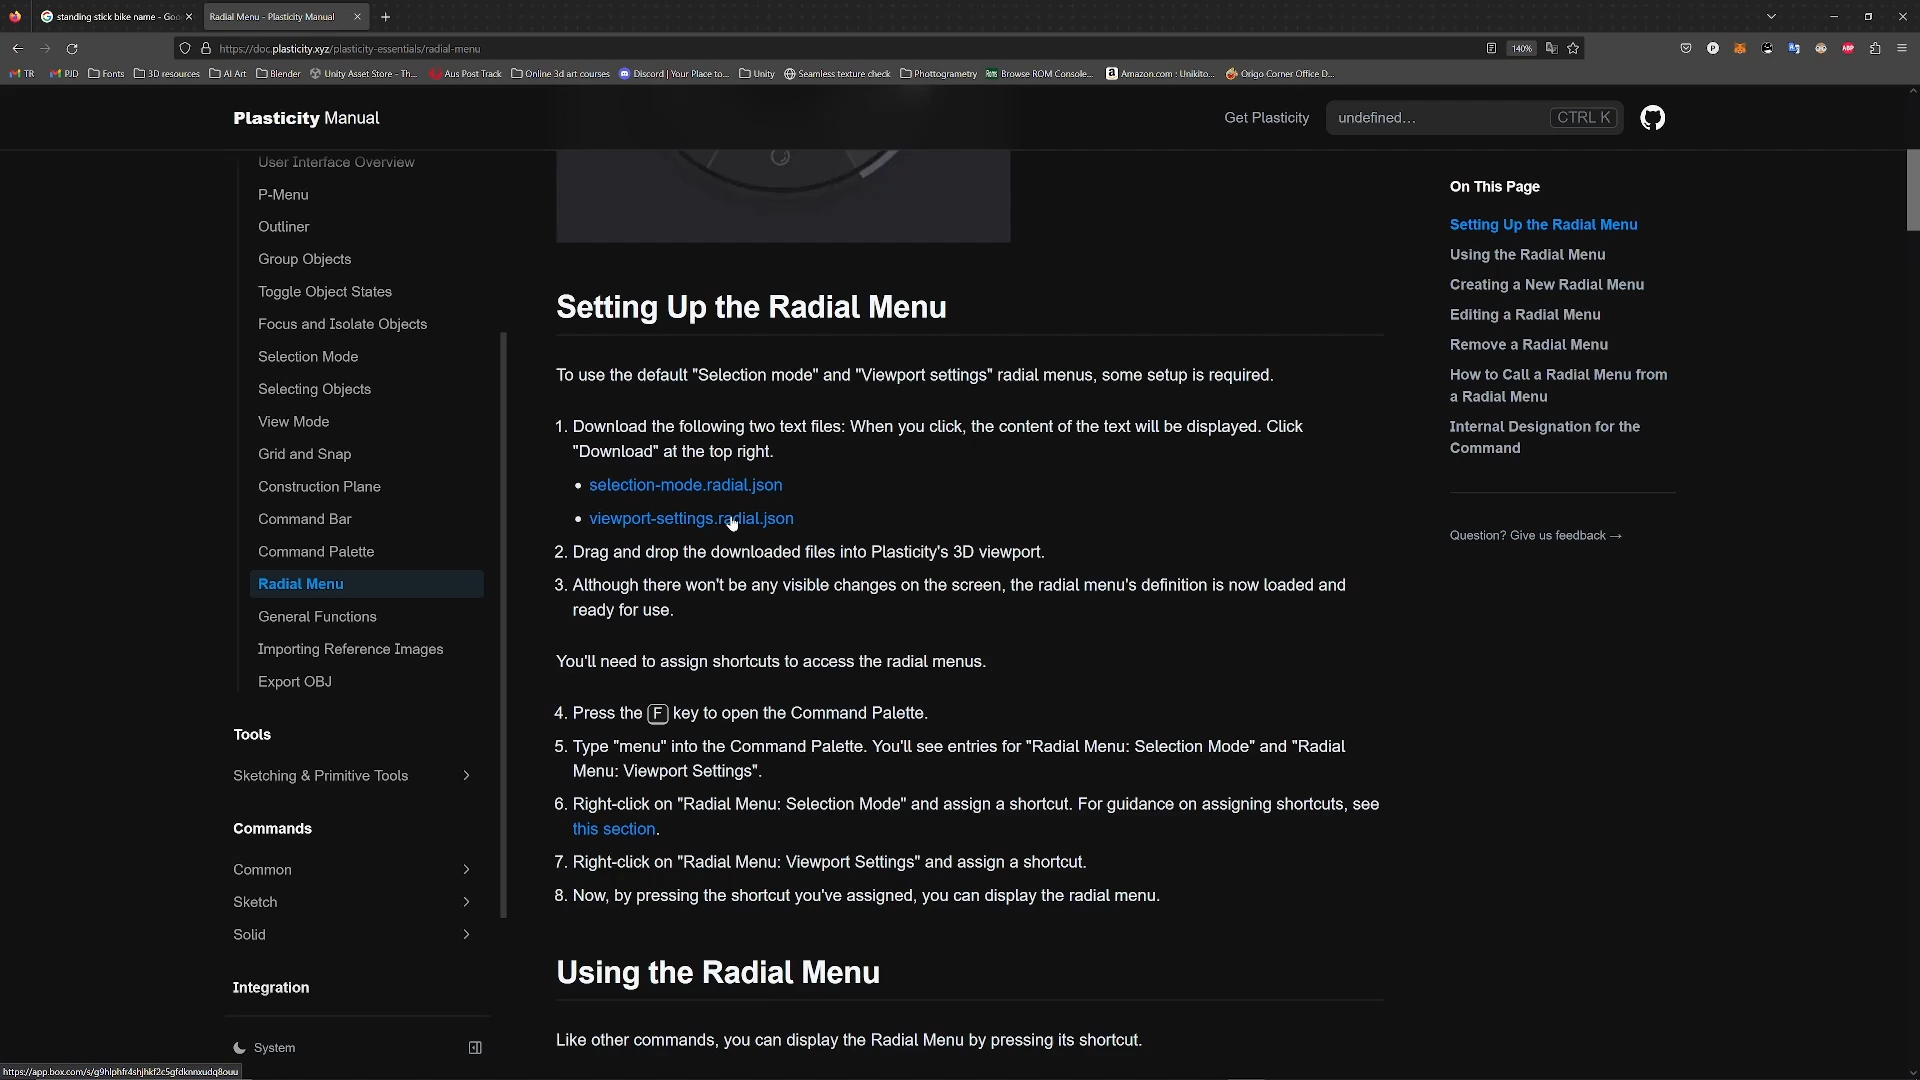 standing stick bike name - Goo
Radial Menu - Plasticity Manual
https://doc.plasticity.xyz/plasticity-essentials/radial-menu
140%
TR
PJD
Fonts
3D resources
AI Art
Blender
Unity Asset Store - Th...
Aus Post Track
Online 3d art courses
Discord | Your Place to...
Unity
Seamless texture check
Phottogrametry
Browse ROM Console...
Amazon.com : Unikito...
Origo Corner Office D...
Plasticity Manual
Get Plasticity
undefined...
CTRL K
User Interface Overview
P-Menu
Outliner
Group Objects
Toggle Object States
Focus and Isolate Objects
Selection Mode
Selecting Objects
View Mode
Grid and Snap
Construction Plane
Command Bar
Command Palette
Radial Menu
General Functions
Importing Reference Images
Export OBJ
Tools
Sketching & Primitive Tools
Commands
Common
Sketch
Solid
Integration
System
Setting Up the Radial Menu
To use the default "Selection mode" and "Viewport settings" radial menus, some setup is required.
1. Download the following two text files: When you click, the content of the text will be displayed. Click
"Download" at the top right.
• selection-mode.radial.json
• viewport-settings.radial.json
2. Drag and drop the downloaded files into Plasticity's 3D viewport.
3. Although there won't be any visible changes on the screen, the radial menu's definition is now loaded and
ready for use.
You'll need to assign shortcuts to access the radial menus.
4. Press the F key to open the Command Palette.
5. Type "menu" into the Command Palette. You'll see entries for "Radial Menu: Selection Mode" and "Radial
Menu: Viewport Settings".
6. Right-click on "Radial Menu: Selection Mode" and assign a shortcut. For guidance on assigning shortcuts, see
this section.
7. Right-click on "Radial Menu: Viewport Settings" and assign a shortcut.
8. Now, by pressing the shortcut you've assigned, you can display the radial menu.
Using the Radial Menu
Like other commands, you can display the Radial Menu by pressing its shortcut.
On This Page
Setting Up the Radial Menu
Using the Radial Menu
Creating a New Radial Menu
Editing a Radial Menu
Remove a Radial Menu
How to Call a Radial Menu from
a Radial Menu
Internal Designation for the
Command
Question? Give us feedback →